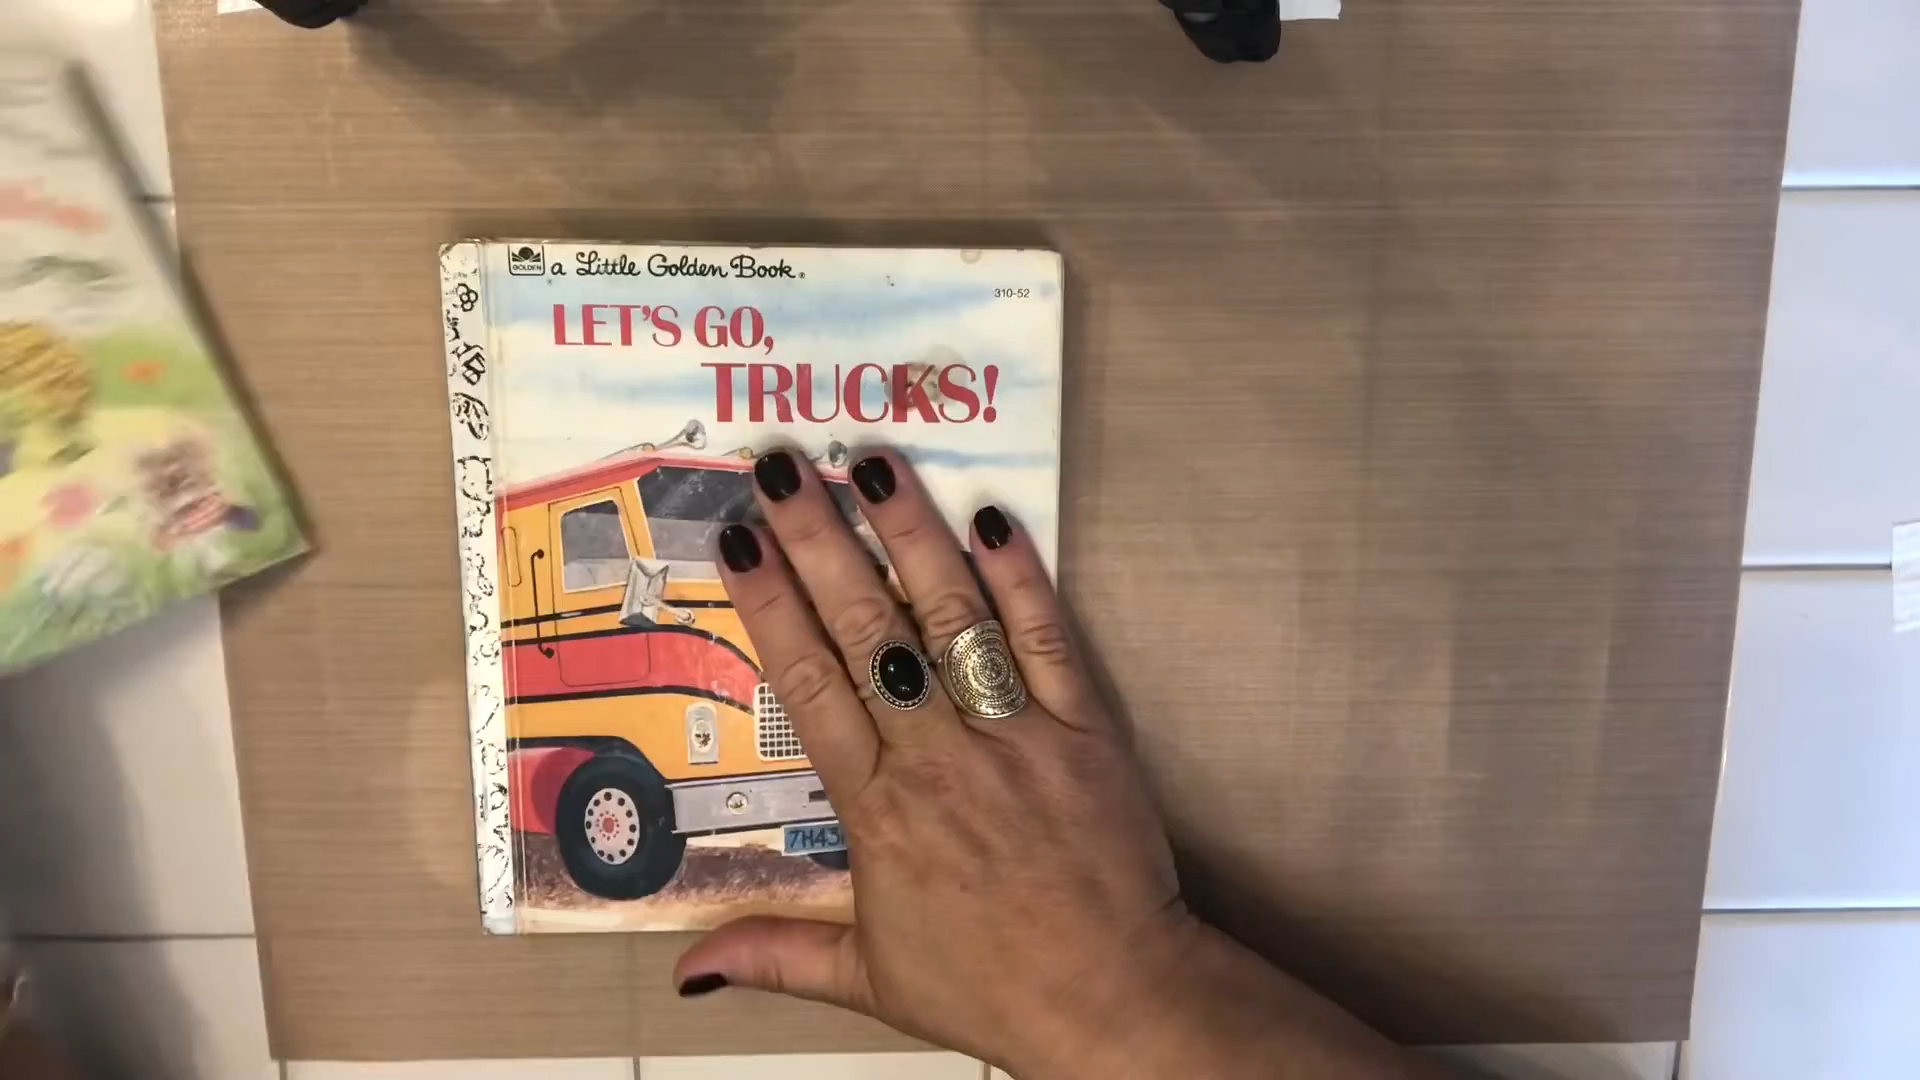 GOLDEN
a Little Golden Book®
310-52
LET'S GO,
TRUCKS!
7H43